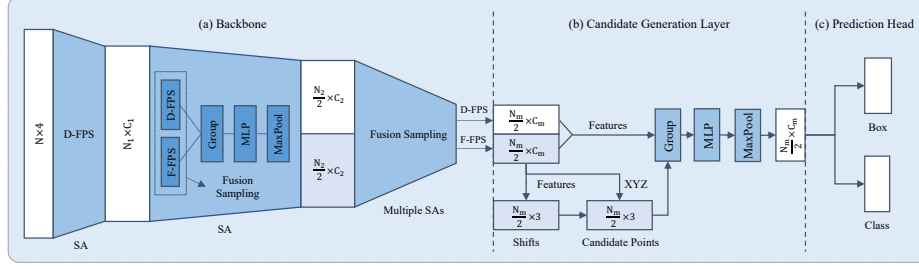 (a) Backbone
(b) Candidate Generation Layer
(c) Prediction Head
N×4
D-FPS
SA
N₁×C₁
D-FPS
F-FPS
Group
MLP
MaxPool
Fusion
Sampling
SA
N₂/2 ×C₂
N₂/2 ×C₂
Fusion Sampling
Multiple SAs
D-FPS
F-FPS
Nₘ/2 ×Cₘ
Nₘ/2 ×Cₘ
Features
Features
XYZ
Nₘ/2 ×3
Shifts
Nₘ/2 ×3
Candidate Points
Group
MLP
MaxPool
Nₘ/2 ×Cₘ
Box
Class